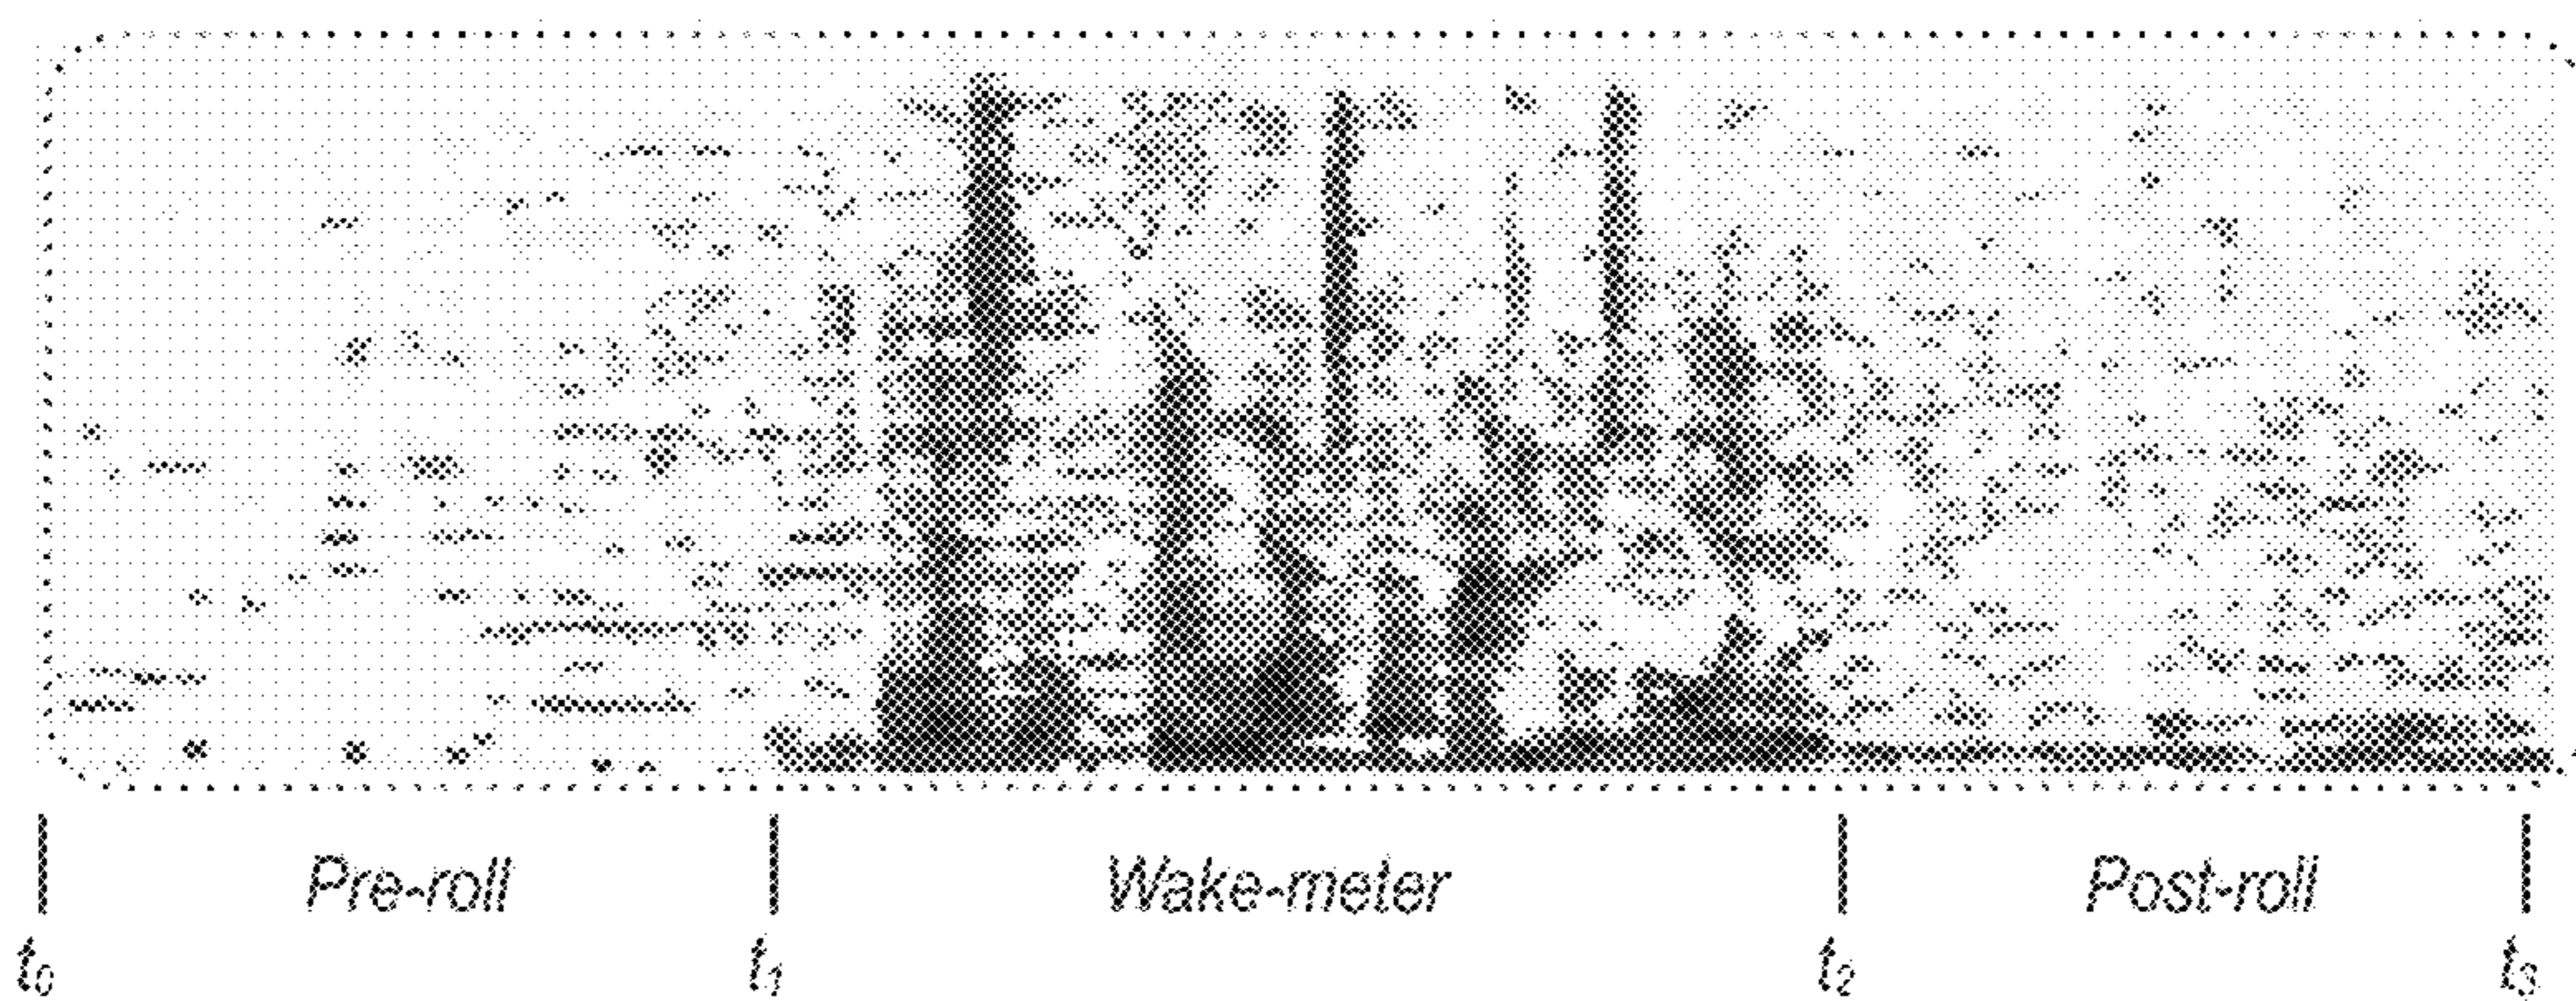 Pre-roll Wake-meter Post-roll
t₀ t₁ t₂ t₃